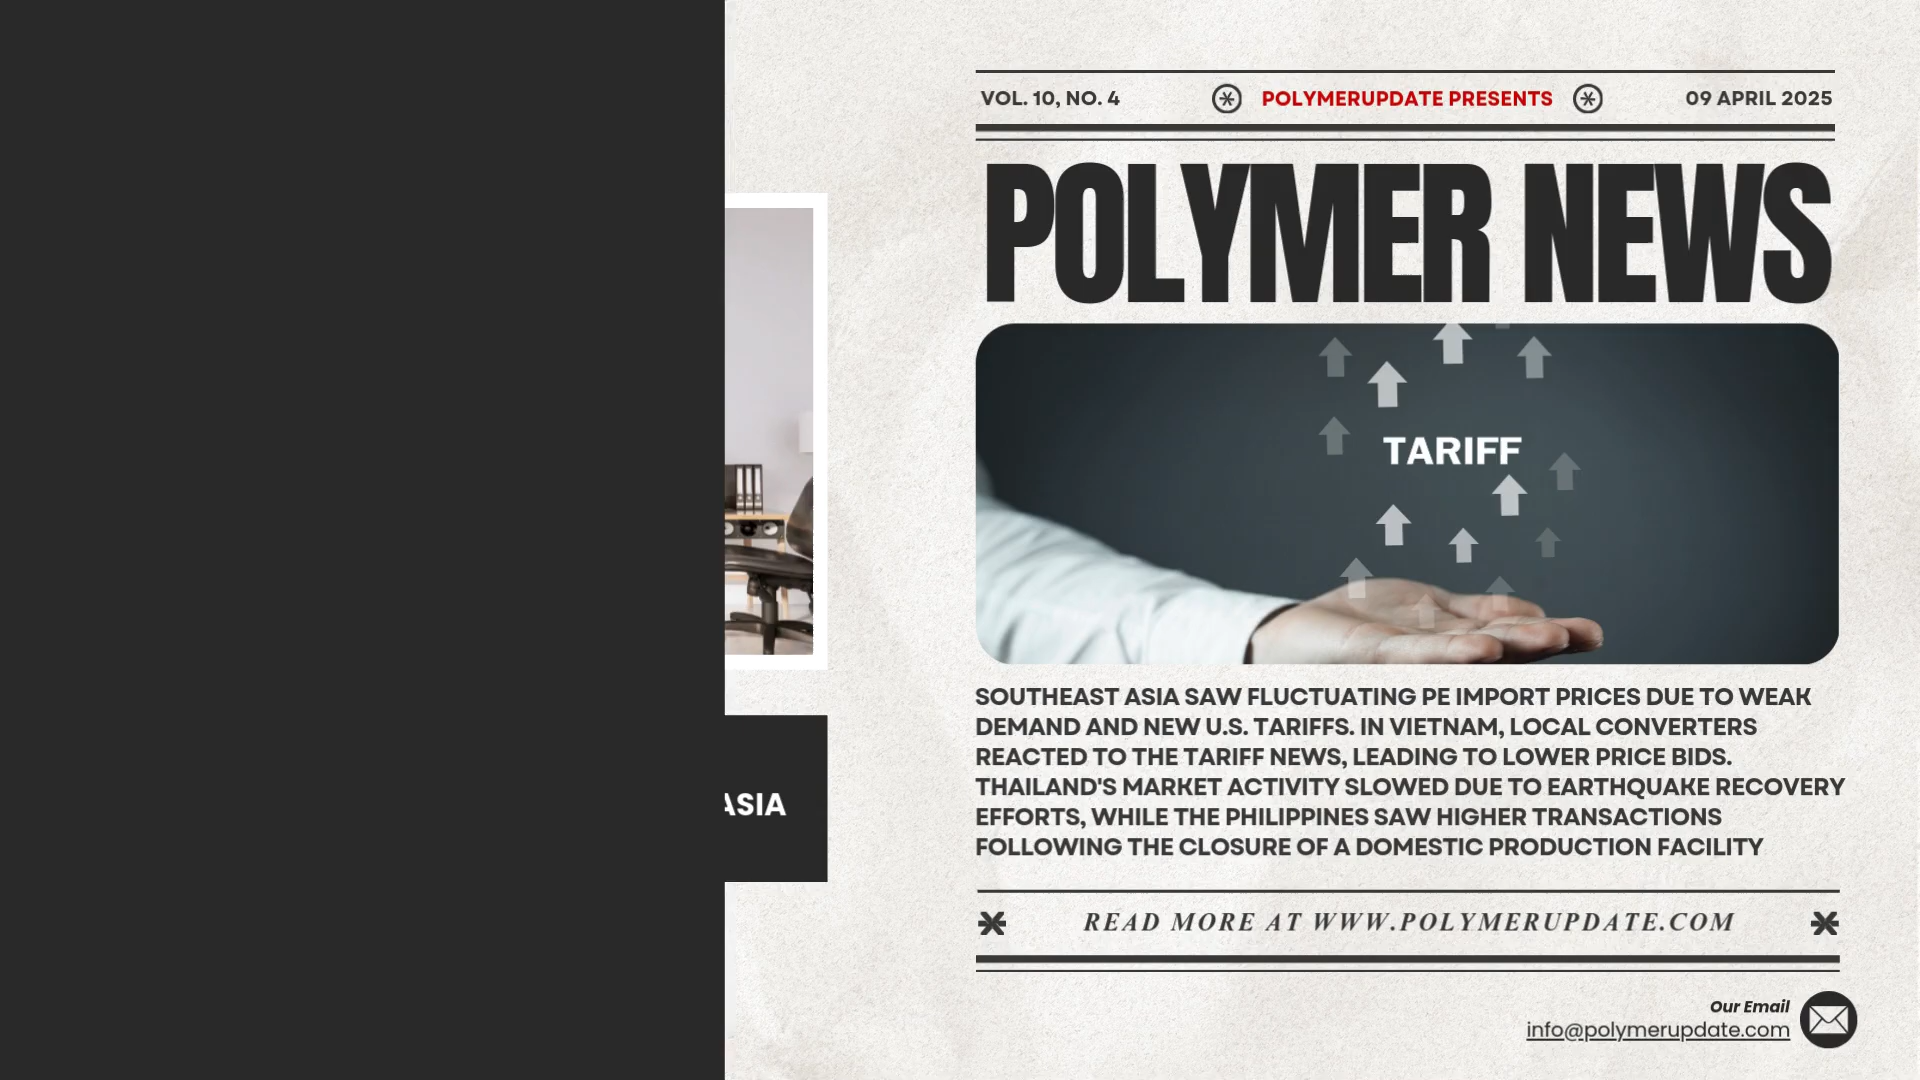 VOL. 10, NO. 4
POLYMERUPDATE PRESENTS
09 APRIL 2025
POLYMER NEWS
TARIFF
ASIA
SOUTHEAST ASIA SAW FLUCTUATING PE IMPORT PRICES DUE TO WEAK
DEMAND AND NEW U.S. TARIFFS. IN VIETNAM, LOCAL CONVERTERS
REACTED TO THE TARIFF NEWS, LEADING TO LOWER PRICE BIDS.
THAILAND'S MARKET ACTIVITY SLOWED DUE TO EARTHQUAKE RECOVERY
EFFORTS, WHILE THE PHILIPPINES SAW HIGHER TRANSACTIONS
FOLLOWING THE CLOSURE OF A DOMESTIC PRODUCTION FACILITY
READ MORE AT WWW.POLYMERUPDATE.COM
Our Email
info@polymerupdate.com